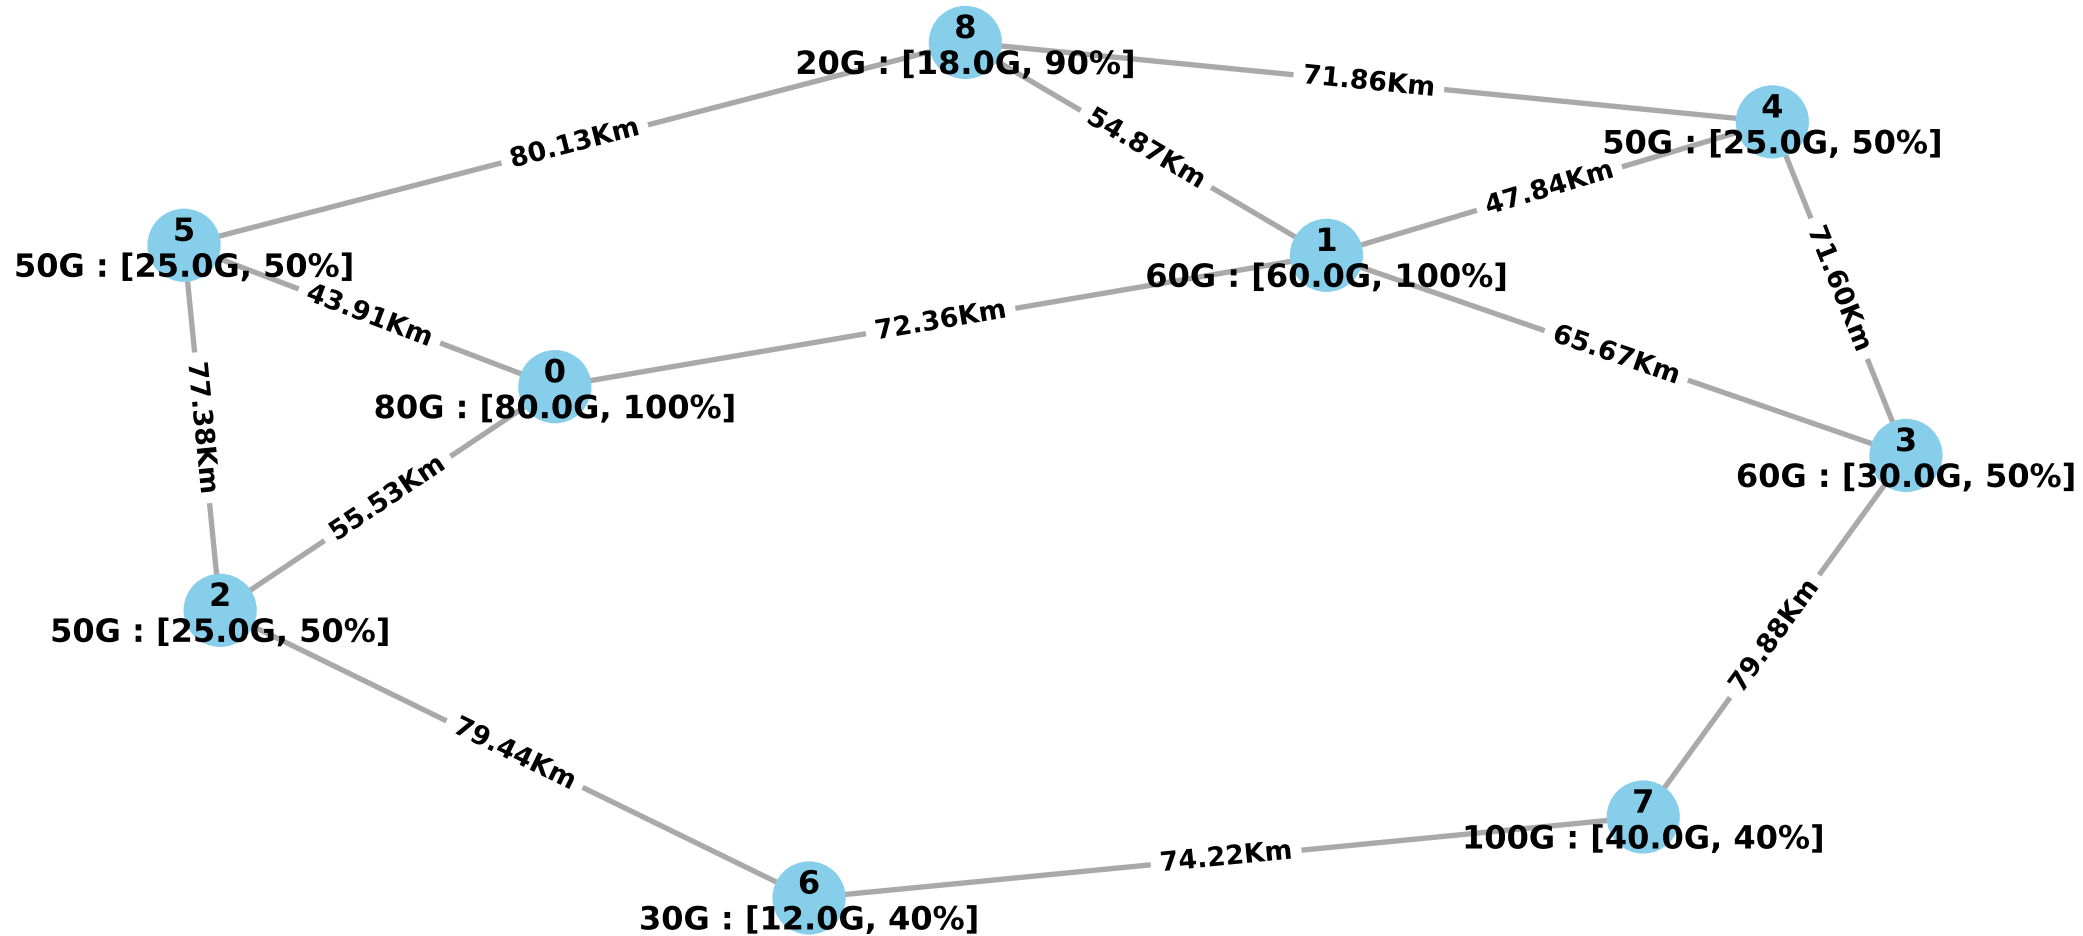 8
20G : [18.0G, 90%]
71.86Km
4
50G : [25.0G, 50%]
54.87Km
80.13Km
47.84Km
5
50G : [25.0G, 50%]
1
60G : [60.0G, 100%]
43.91Km
72.36Km
71.60Km
65.67Km
0
80G : [80.0G, 100%]
77.38Km
3
60G : [30.0G, 50%]
55.53Km
2
50G : [25.0G, 50%]
79.88Km
79.44Km
7
100G : [40.0G, 40%]
74.22Km
6
30G : [12.0G, 40%]